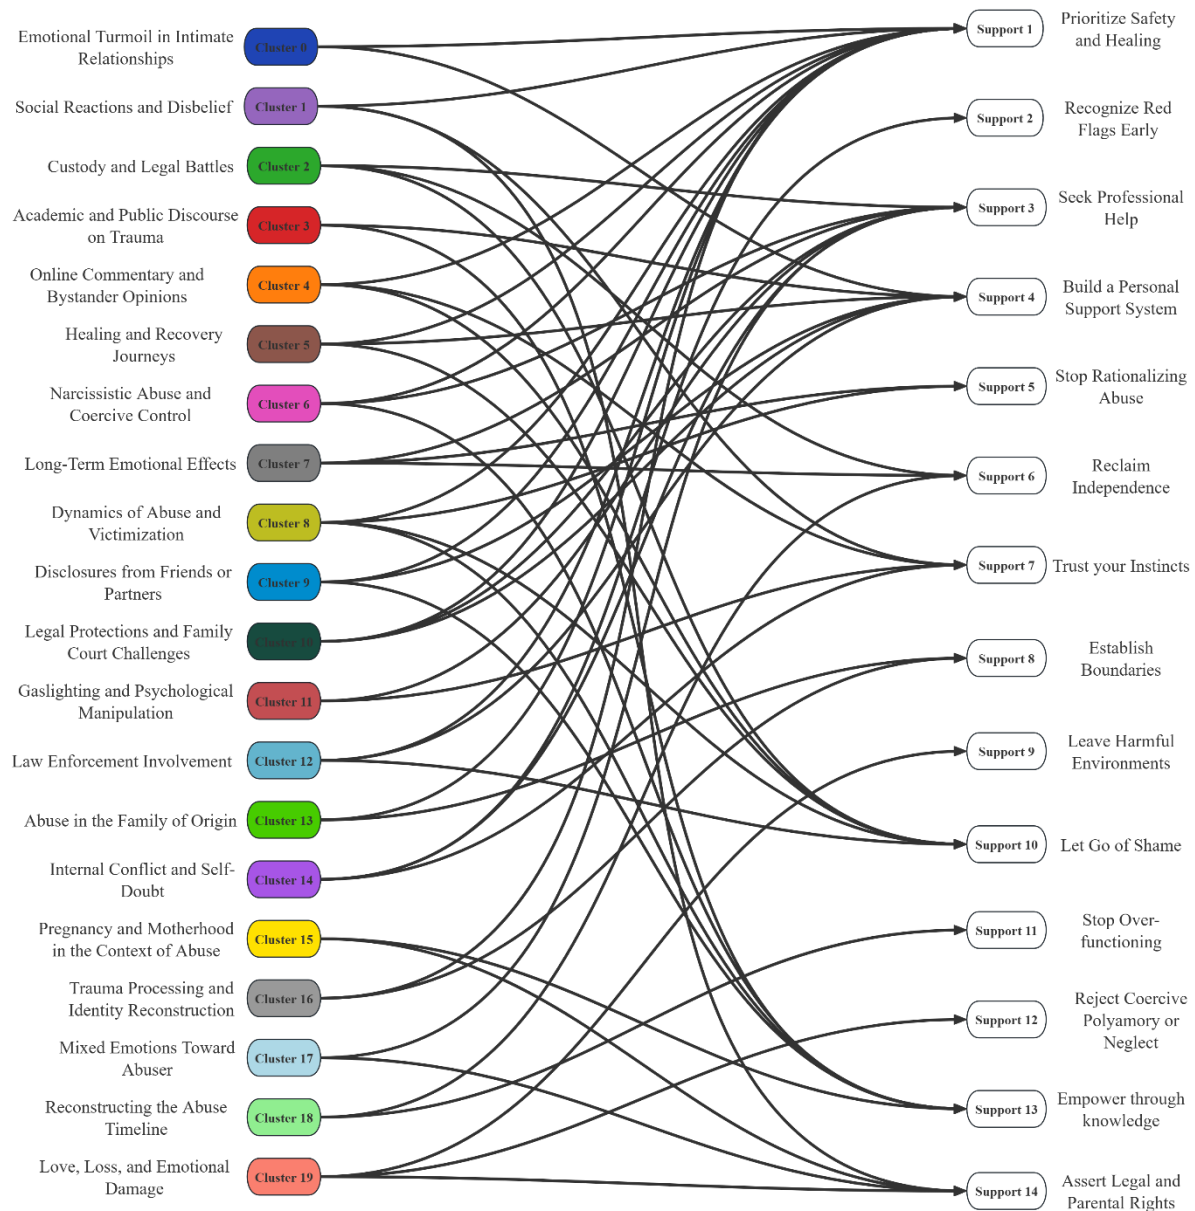 Emotional Turmoil in Intimate
Relationships
Cluster 0
Social Reactions and Disbelief
Cluster 1
Custody and Legal Battles
Cluster 2
Academic and Public Discourse
on Trauma
Cluster 3
Online Commentary and
Bystander Opinions
Cluster 4
Healing and Recovery
Journeys
Cluster 5
Narcissistic Abuse and
Coercive Control
Cluster 6
Long-Term Emotional Effects
Cluster 7
Dynamics of Abuse and
Victimization
Cluster 8
Disclosures from Friends or
Partners
Cluster 9
Legal Protections and Family
Court Challenges
Cluster 10
Gaslighting and Psychological
Manipulation
Cluster 11
Law Enforcement Involvement
Cluster 12
Abuse in the Family of Origin
Cluster 13
Internal Conflict and Self-
Doubt
Cluster 14
Pregnancy and Motherhood
in the Context of Abuse
Cluster 15
Trauma Processing and
Identity Reconstruction
Cluster 16
Mixed Emotions Toward
Abuser
Cluster 17
Reconstructing the Abuse
Timeline
Cluster 18
Love, Loss, and Emotional
Damage
Cluster 19
Support 1
Prioritize Safety
and Healing
Support 2
Recognize Red
Flags Early
Support 3
Seek Professional
Help
Support 4
Build a Personal
Support System
Support 5
Stop Rationalizing
Abuse
Support 6
Reclaim
Independence
Support 7
Trust your Instincts
Support 8
Establish
Boundaries
Support 9
Leave Harmful
Environments
Support 10
Let Go of Shame
Support 11
Stop Over-
functioning
Support 12
Reject Coercive
Polyamory or
Neglect
Support 13
Empower through
knowledge
Support 14
Assert Legal and
Parental Rights